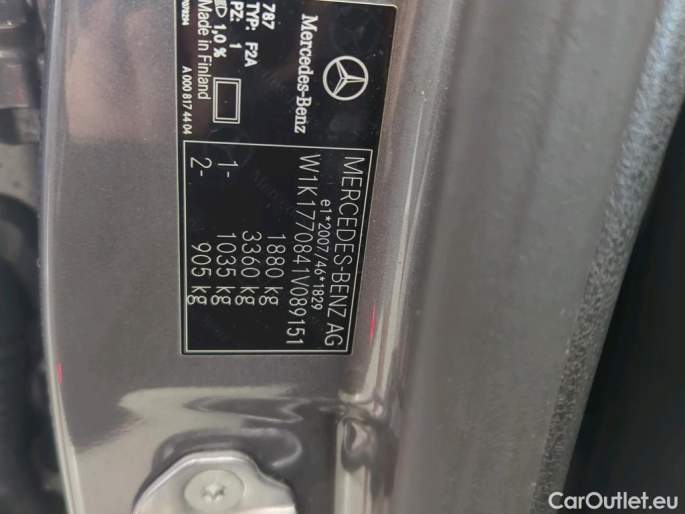 MERCEDES-BENZ AG
e1*2007/46*1829
W1K1770841V089151
1880 kg
3360 kg
1- 1035 kg
2- 905 kg
Mercedes-Benz
787
TYP: F2A
PZ: 1
1,0 %
Made in Finland
A 000 817 44 04
CarOutlet.eu